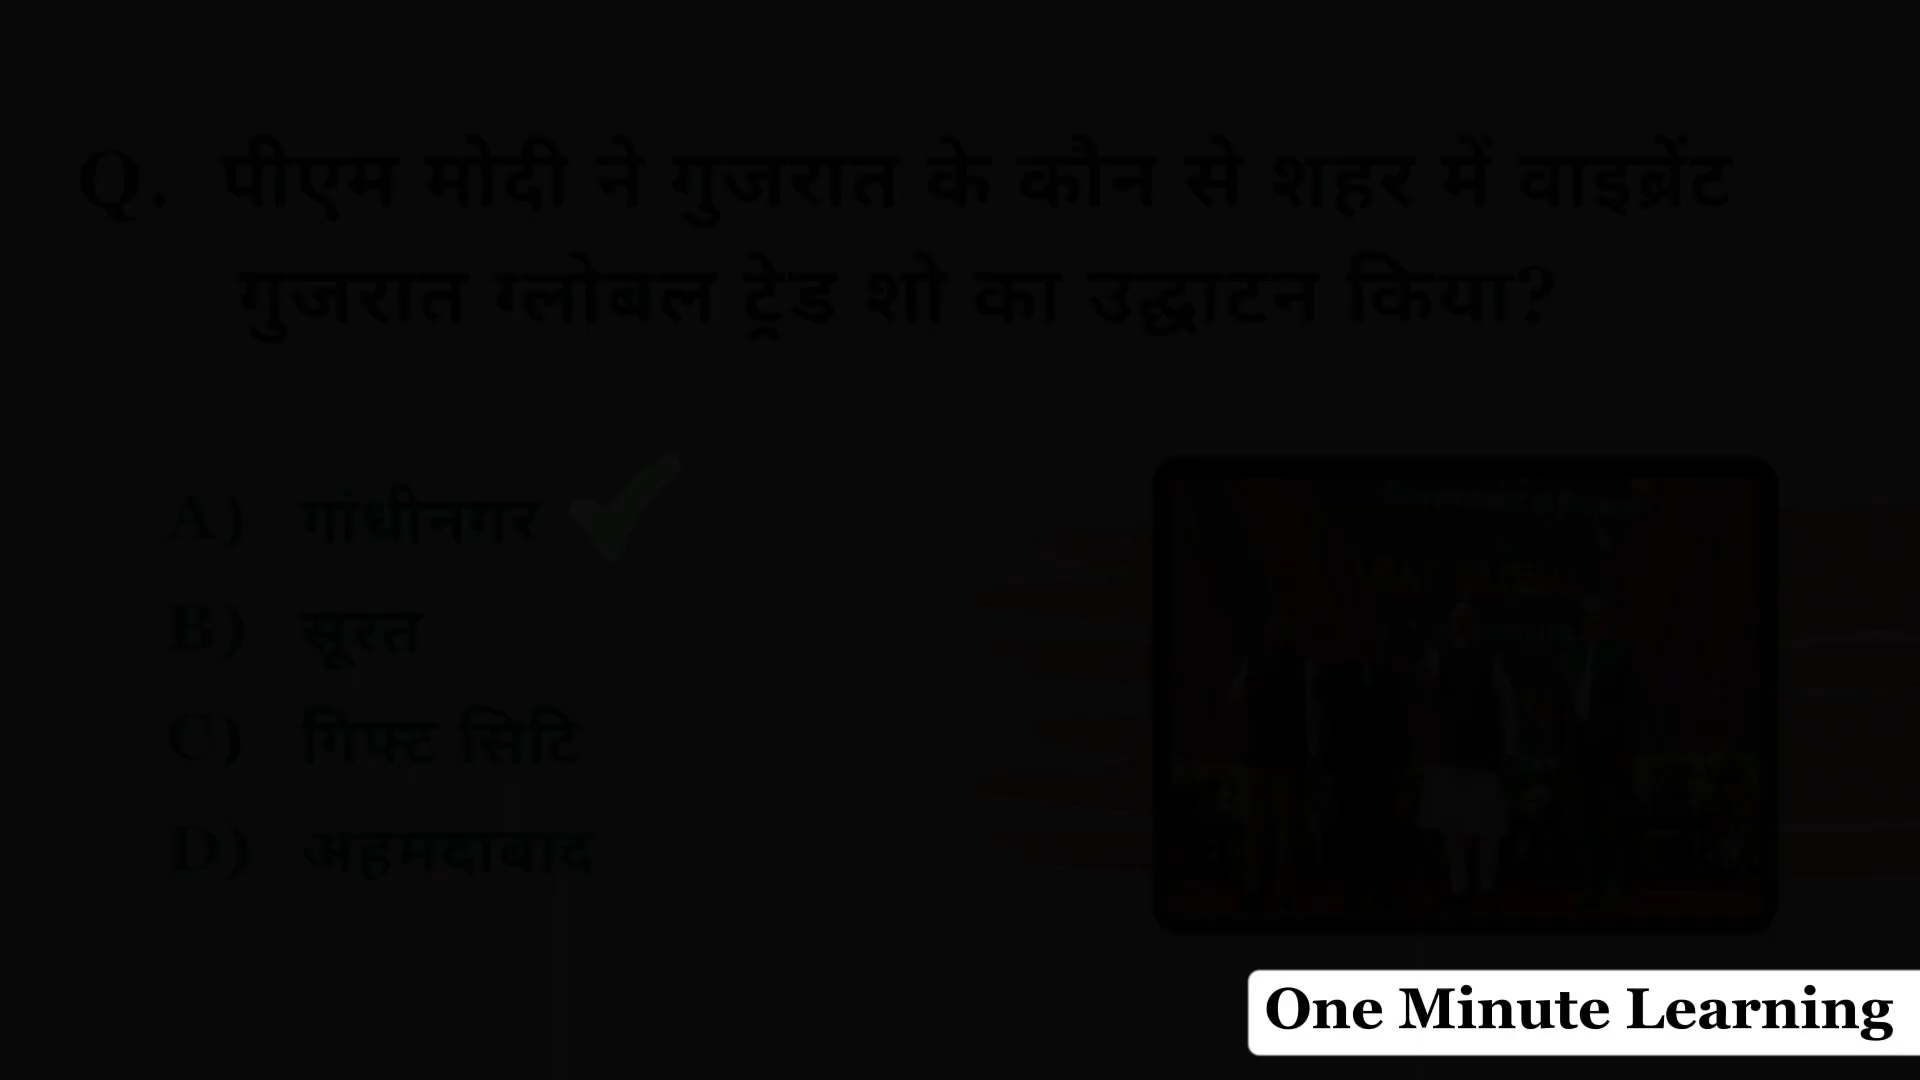 Q. पीएम मोदी ने गुजरात के कौन से शहर में वाइब्रेंट
गुजरात ग्लोबल ट्रेड शो का उद्घाटन किया?
A) गांधीनगर
B) सूरत
C) गिफ्ट सिटि
D) अहमदाबाद
One Minute Learning